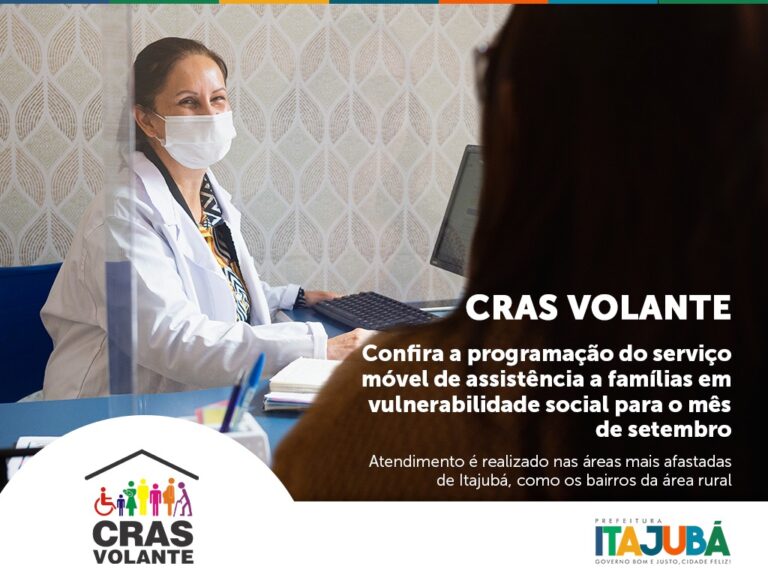 CRAS VOLANTE
Confira a programação do serviço
móvel de assistência a famílias em
vulnerabilidade social para o mês
de setembro
Atendimento é realizado nas áreas mais afastadas
de Itajubá, como os bairros da área rural
CRAS
VOLANTE
PREFEITURA
ITAJUBÁ
GOVERNO BOM E JUSTO, CIDADE FELIZ!